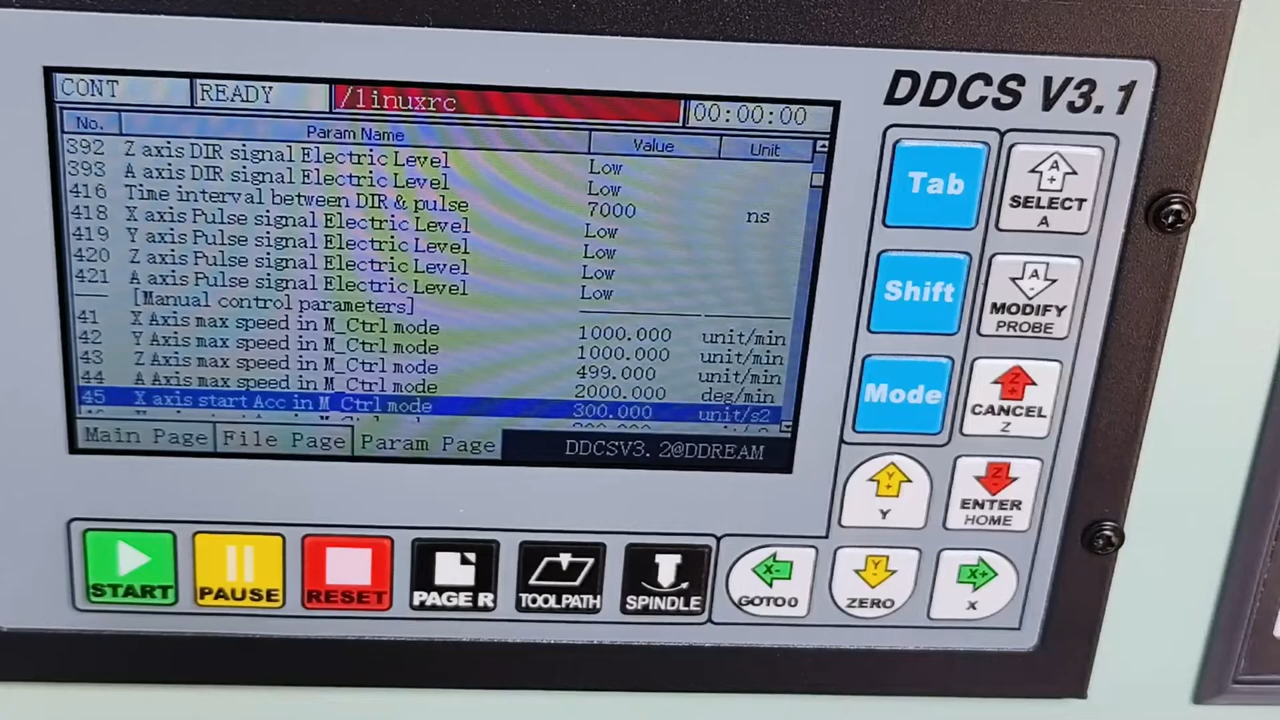 DDCS V3.1
CONT READY /linuxrc 00:00:00
No. Param Name Value Unit
392 Z axis DIR signal Electric Level Low
393 A axis DIR signal Electric Level Low
416 Time interval between DIR & pulse 7000 ns
418 X axis Pulse signal Electric Level Low
419 Y axis Pulse signal Electric Level Low
420 Z axis Pulse signal Electric Level Low
421 A axis Pulse signal Electric Level Low
[Manual control parameters]
41 X Axis max speed in M_Ctrl mode 1000.000 unit/min
42 Y Axis max speed in M_Ctrl mode 1000.000 unit/min
43 Z Axis max speed in M_Ctrl mode 499.000 unit/min
44 A Axis max speed in M_Ctrl mode 2000.000 deg/min
45 X axis start Acc in M_Ctrl mode 300.000 unit/s2
Main Page File Page Param Page DDCSV3.2@DDREAM
Tab
A+
SELECT
A
Shift
A-
MODIFY
PROBE
Mode
Z+
CANCEL
Z
Y+
Y
Z-
ENTER
HOME
START
PAUSE
RESET
PAGE R
TOOLPATH
SPINDLE
X-
GOTO0
Y-
ZERO
X+
X